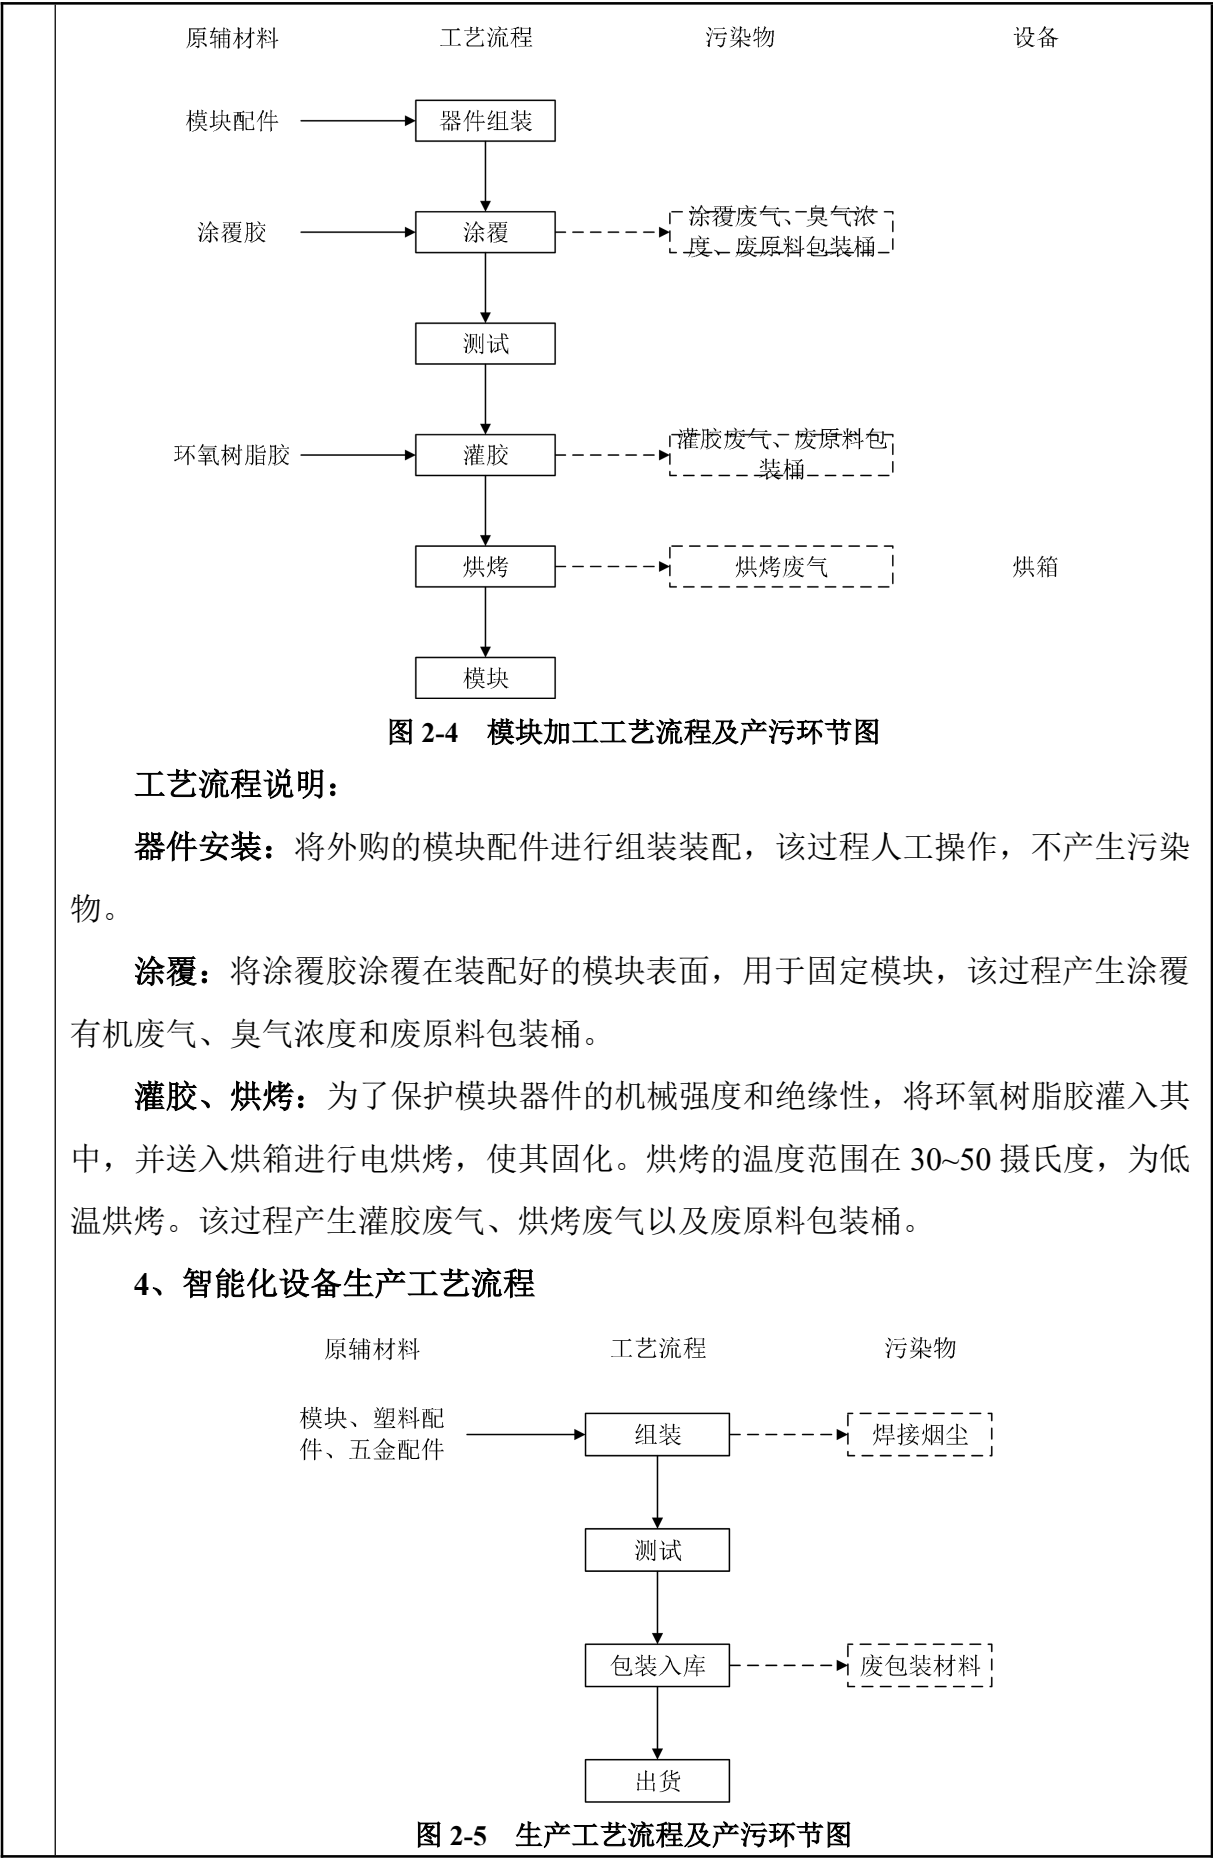 原辅材料 工艺流程 污染物 设备
模块配件 器件组装
涂覆胶 涂覆 涂覆废气、臭气浓
度、废原料包装桶
测试
环氧树脂胶 灌胶 灌胶废气、废原料包
装桶
烘烤 烘烤废气 烘箱
模块
图 2-4 模块加工工艺流程及产污环节图
工艺流程说明：
器件安装：将外购的模块配件进行组装装配，该过程人工操作，不产生污染
物。
涂覆：将涂覆胶涂覆在装配好的模块表面，用于固定模块，该过程产生涂覆
有机废气、臭气浓度和废原料包装桶。
灌胶、烘烤：为了保护模块器件的机械强度和绝缘性，将环氧树脂胶灌入其
中，并送入烘箱进行电烘烤，使其固化。烘烤的温度范围在 30~50 摄氏度，为低
温烘烤。该过程产生灌胶废气、烘烤废气以及废原料包装桶。
4、智能化设备生产工艺流程
原辅材料 工艺流程 污染物
模块、塑料配
件、五金配件 组装 焊接烟尘
测试
包装入库 废包装材料
出货
图 2-5 生产工艺流程及产污环节图